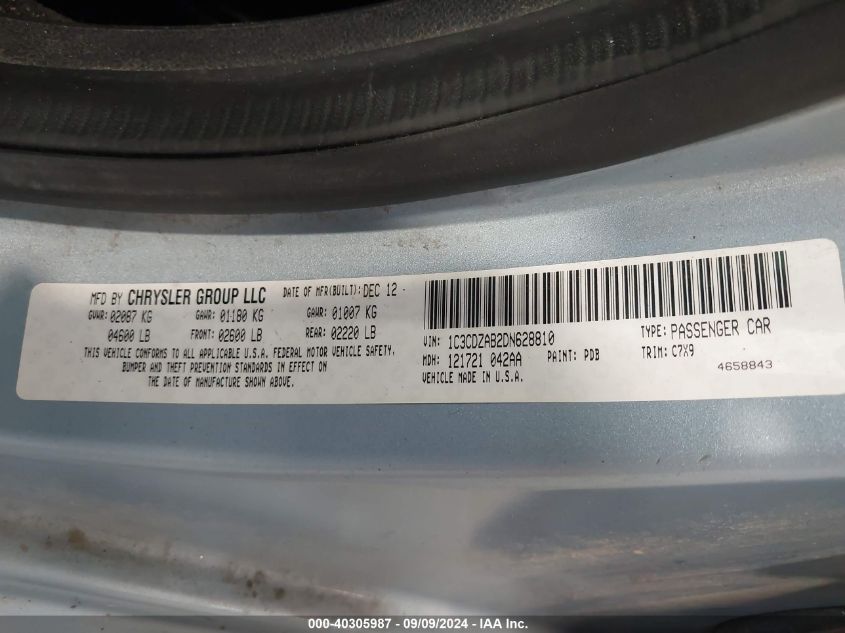 MFD BY CHRYSLER GROUP LLC DATE OF MFR(BUILT): DEC 12
GVWR: 02087 KG GAWR: 01180 KG GAWR: 01007 KG
04600 LB FRONT: 02600 LB REAR: 02220 LB
THIS VEHICLE CONFORMS TO ALL APPLICABLE U.S.A. FEDERAL MOTOR VEHICLE SAFETY,
BUMPER AND THEFT PREVENTION STANDARDS IN EFFECT ON
THE DATE OF MANUFACTURE SHOWN ABOVE.
VIN: 1C3CDZAB2DN628810 TYPE: PASSENGER CAR
MDH: 121721 042AA PAINT: PDB TRIM: C7X9
VEHICLE MADE IN U.S.A. 4658843
000-40305987 - 09/09/2024 - IAA Inc.